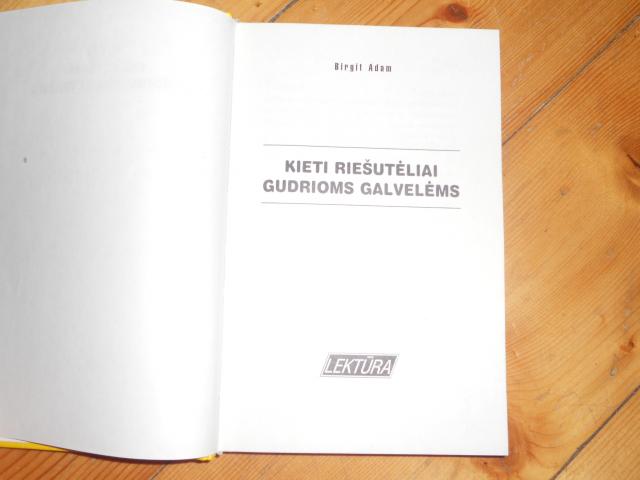 Birgit Adam
KIETI RIEŠUTĖLIAI
GUDRIOMS GALVELĖMS
LEKTŪRA